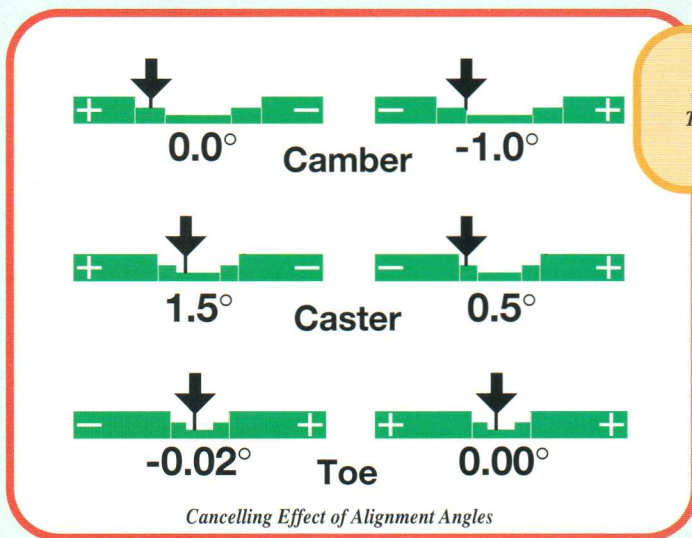 + − − +
0.0° Camber -1.0°
+ − − +
1.5° Caster 0.5°
− + + +
-0.02° Toe 0.00°
Cancelling Effect of Alignment Angles